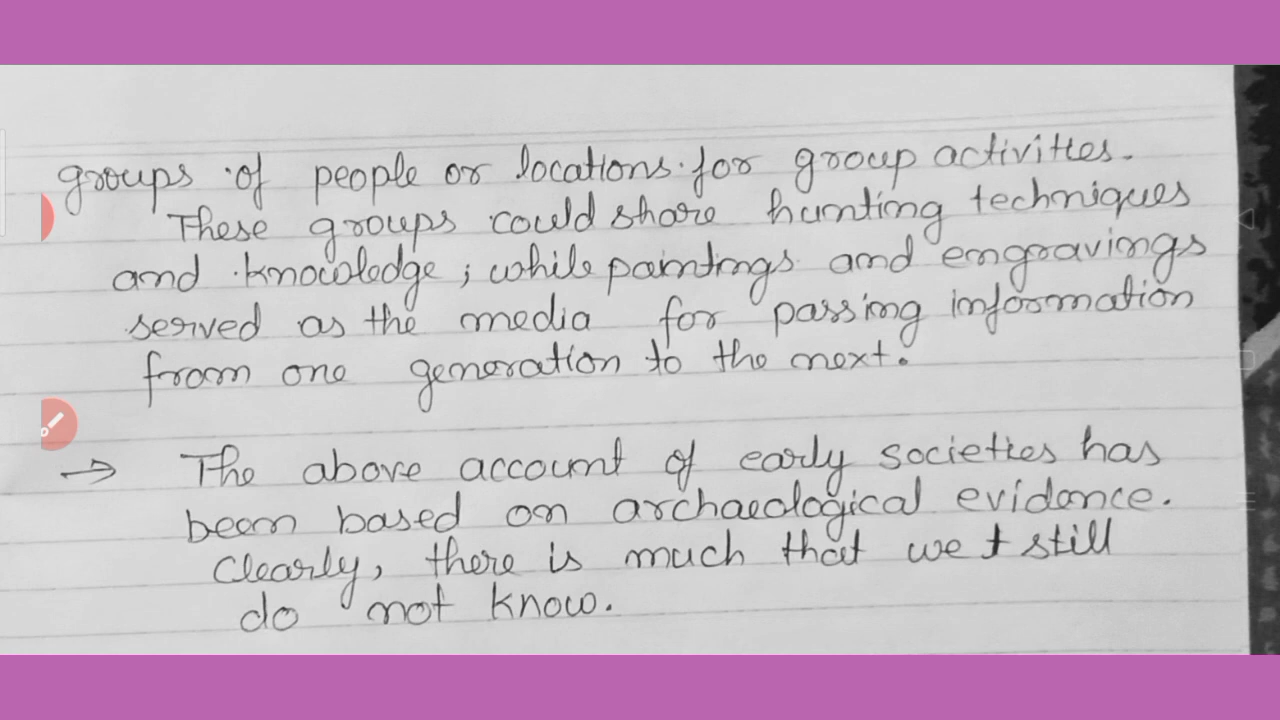 groups of people or locations for group activities.
These groups could share hunting techniques
and knowledge; while paintings and engravings
served as the media for passing information
from one generation to the next.
→ The above account of early societies has
been based on archaeological evidence.
Clearly, there is much that we t still
do not know.